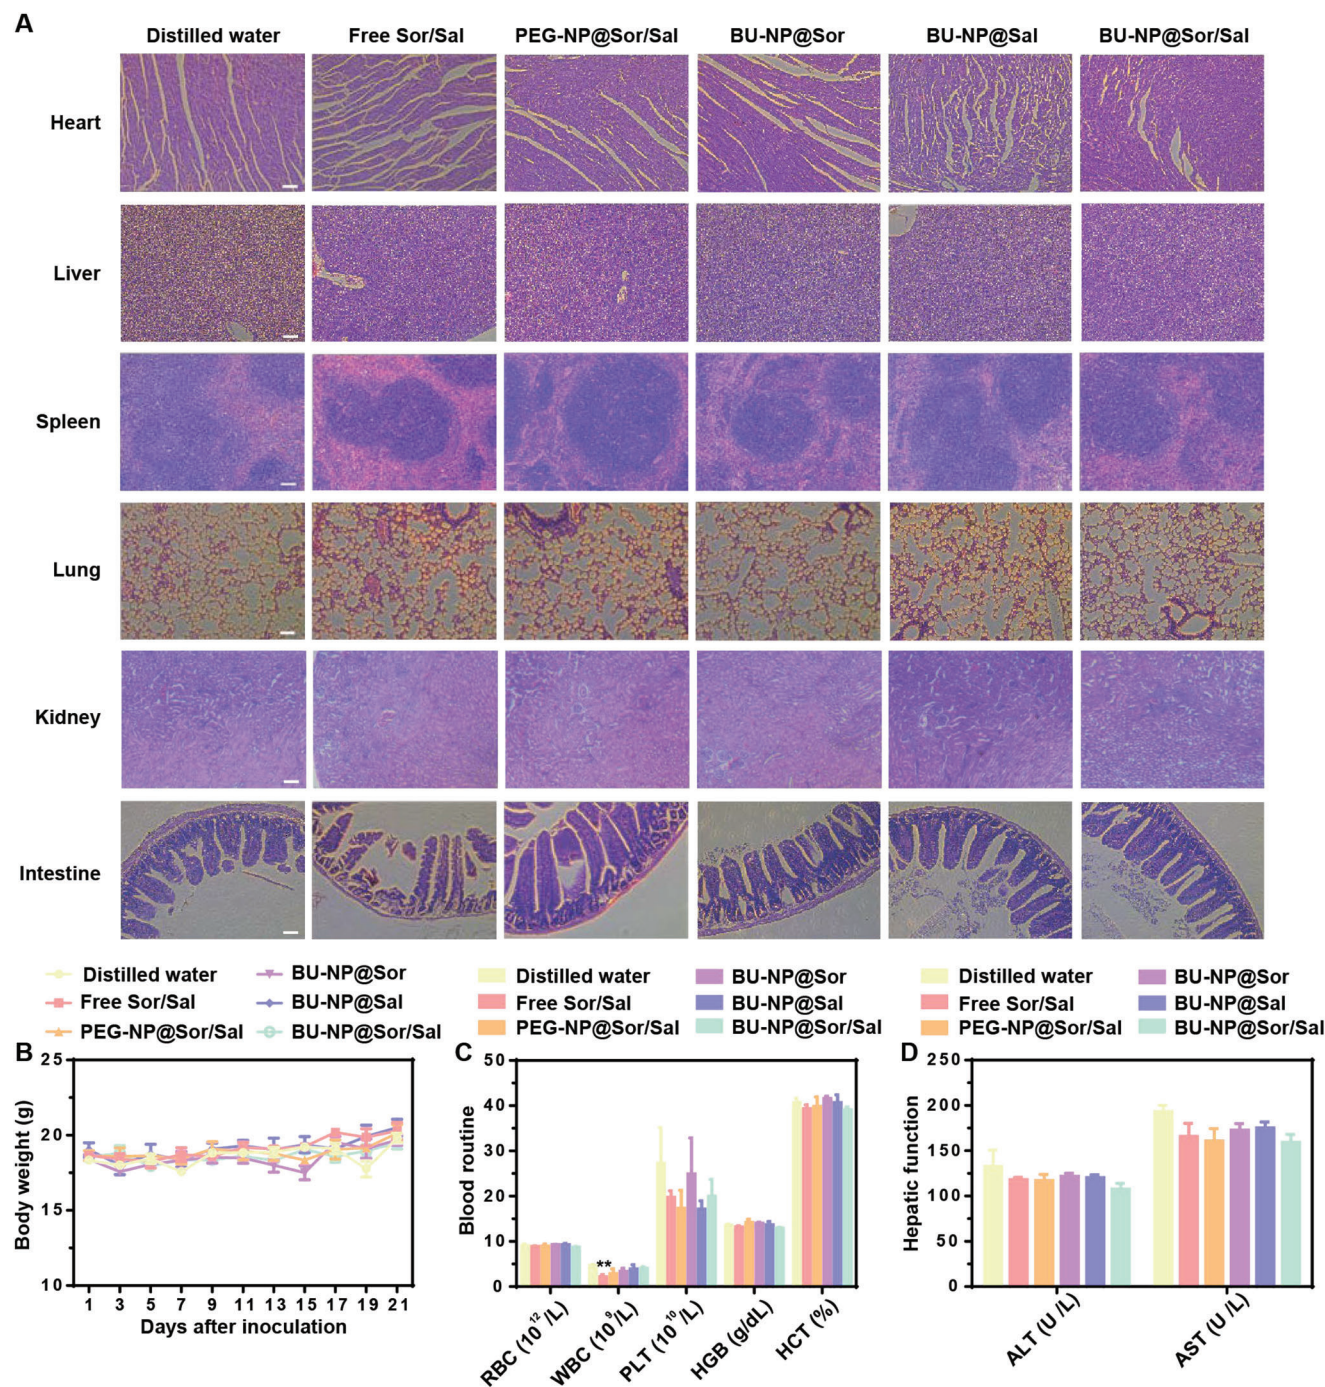 A
Distilled water Free Sor/Sal PEG-NP@Sor/Sal BU-NP@Sor BU-NP@Sal BU-NP@Sor/Sal
Heart
Liver
Spleen
Lung
Kidney
Intestine
Distilled water BU-NP@Sor
Free Sor/Sal BU-NP@Sal
PEG-NP@Sor/Sal BU-NP@Sor/Sal
B
25
20
15
10
Body weight (g)
1 3 5 7 9 11 13 15 17 19 21
Days after inoculation
Distilled water BU-NP@Sor
Free Sor/Sal BU-NP@Sal
PEG-NP@Sor/Sal BU-NP@Sor/Sal
C
50
40
30
20
10
0
Blood routine
**
RBC (10¹²/L) WBC (10⁹/L) PLT (10¹⁰/L) HGB (g/dL) HCT (%)
Distilled water BU-NP@Sor
Free Sor/Sal BU-NP@Sal
PEG-NP@Sor/Sal BU-NP@Sor/Sal
D
250
200
150
100
50
0
Hepatic function
ALT (U /L) AST (U /L)